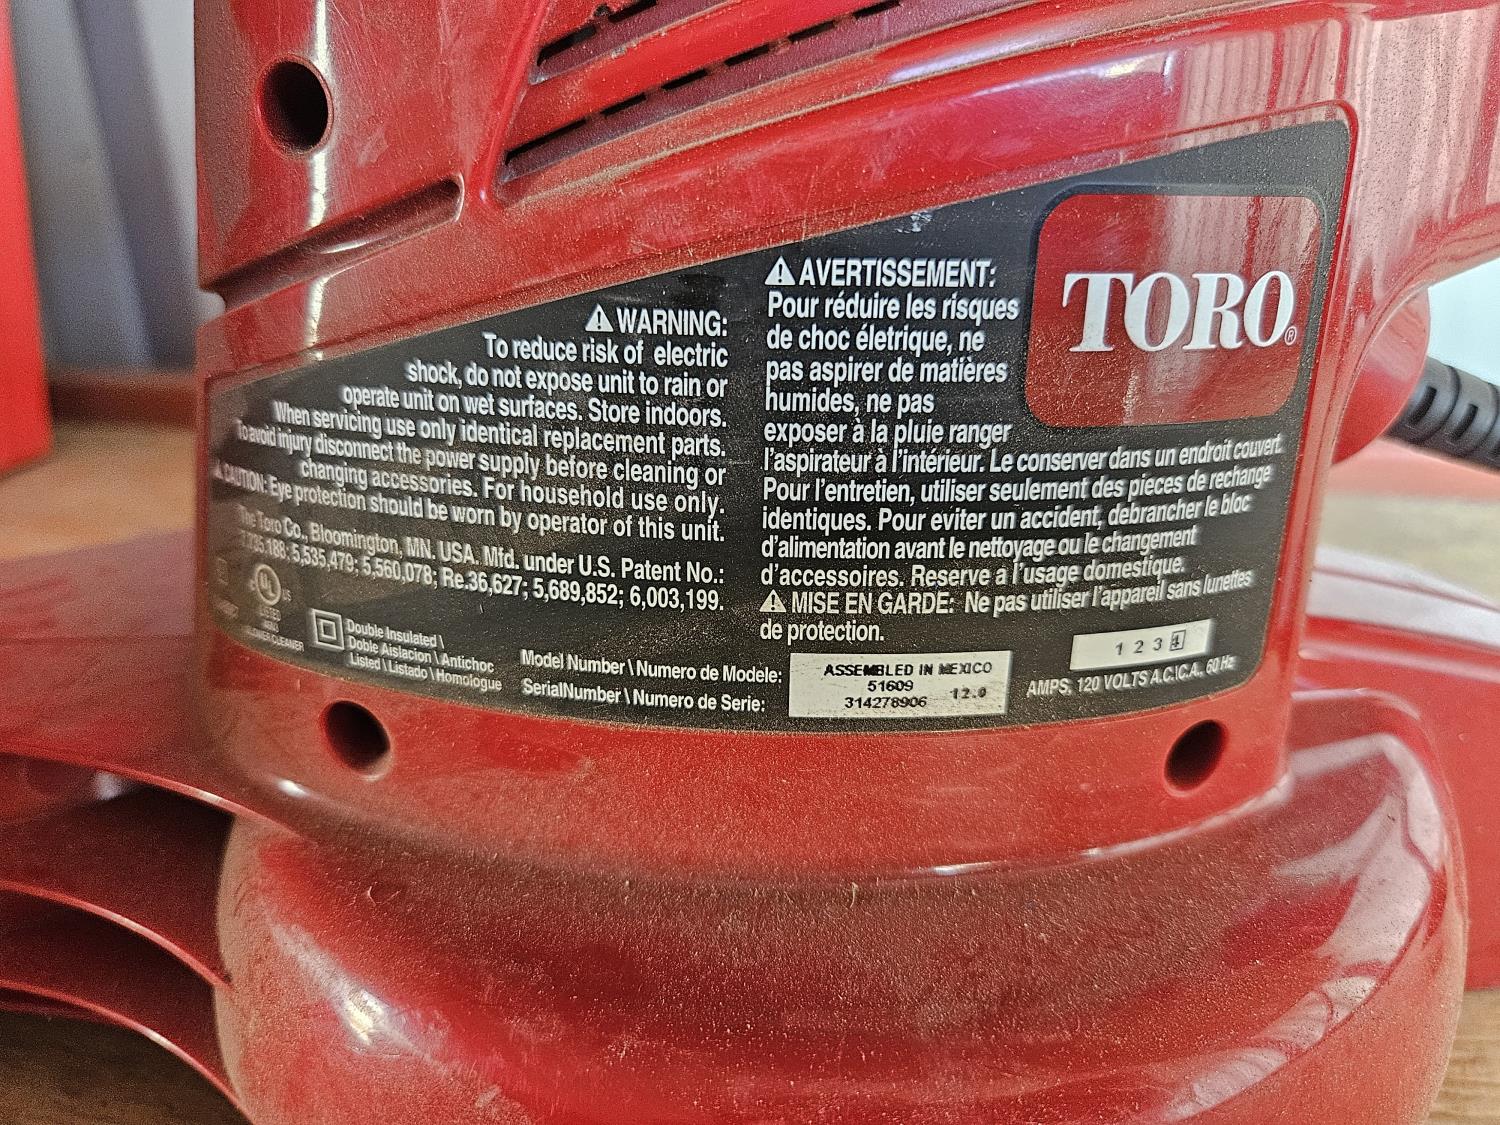 WARNING:
To reduce risk of electric
shock, do not expose unit to rain or
operate unit on wet surfaces. Store indoors.
When servicing use only identical replacement parts.
To avoid injury disconnect the power supply before cleaning or
changing accessories. For household use only.
CAUTION: Eye protection should be worn by operator of this unit.
The Toro Co., Bloomington, MN. USA. Mfd. under U.S. Patent No.:
5,535,479; 5,560,078; Re.36,627; 5,689,852; 6,003,199.
UL US
LISTED
BLOWER CLEANER
Double Insulated \
Doble Aislacion \ Antichoc
Listed \ Listado \ Homologue
AVERTISSEMENT:
Pour réduire les risques
de choc életrique, ne
pas aspirer de matières
humides, ne pas
exposer à la pluie ranger
l'aspirateur à l'intérieur. Le conserver dans un endroit couvert.
Pour l'entretien, utiliser seulement des pieces de rechange
identiques. Pour eviter un accident, debrancher le bloc
d'alimentation avant le nettoyage ou le changement
d'accessoires. Reserve a l'usage domestique.
MISE EN GARDE: Ne pas utiliser l'appareil sans lunettes
de protection.
TORO®
Model Number \ Numero de Modele:
SerialNumber \ Numero de Serie:
ASSEMBLED IN MEXICO
51609
314278906 12.0
1 2 3 4
AMPS, 120 VOLTS A.C.\C.A., 60 Hz